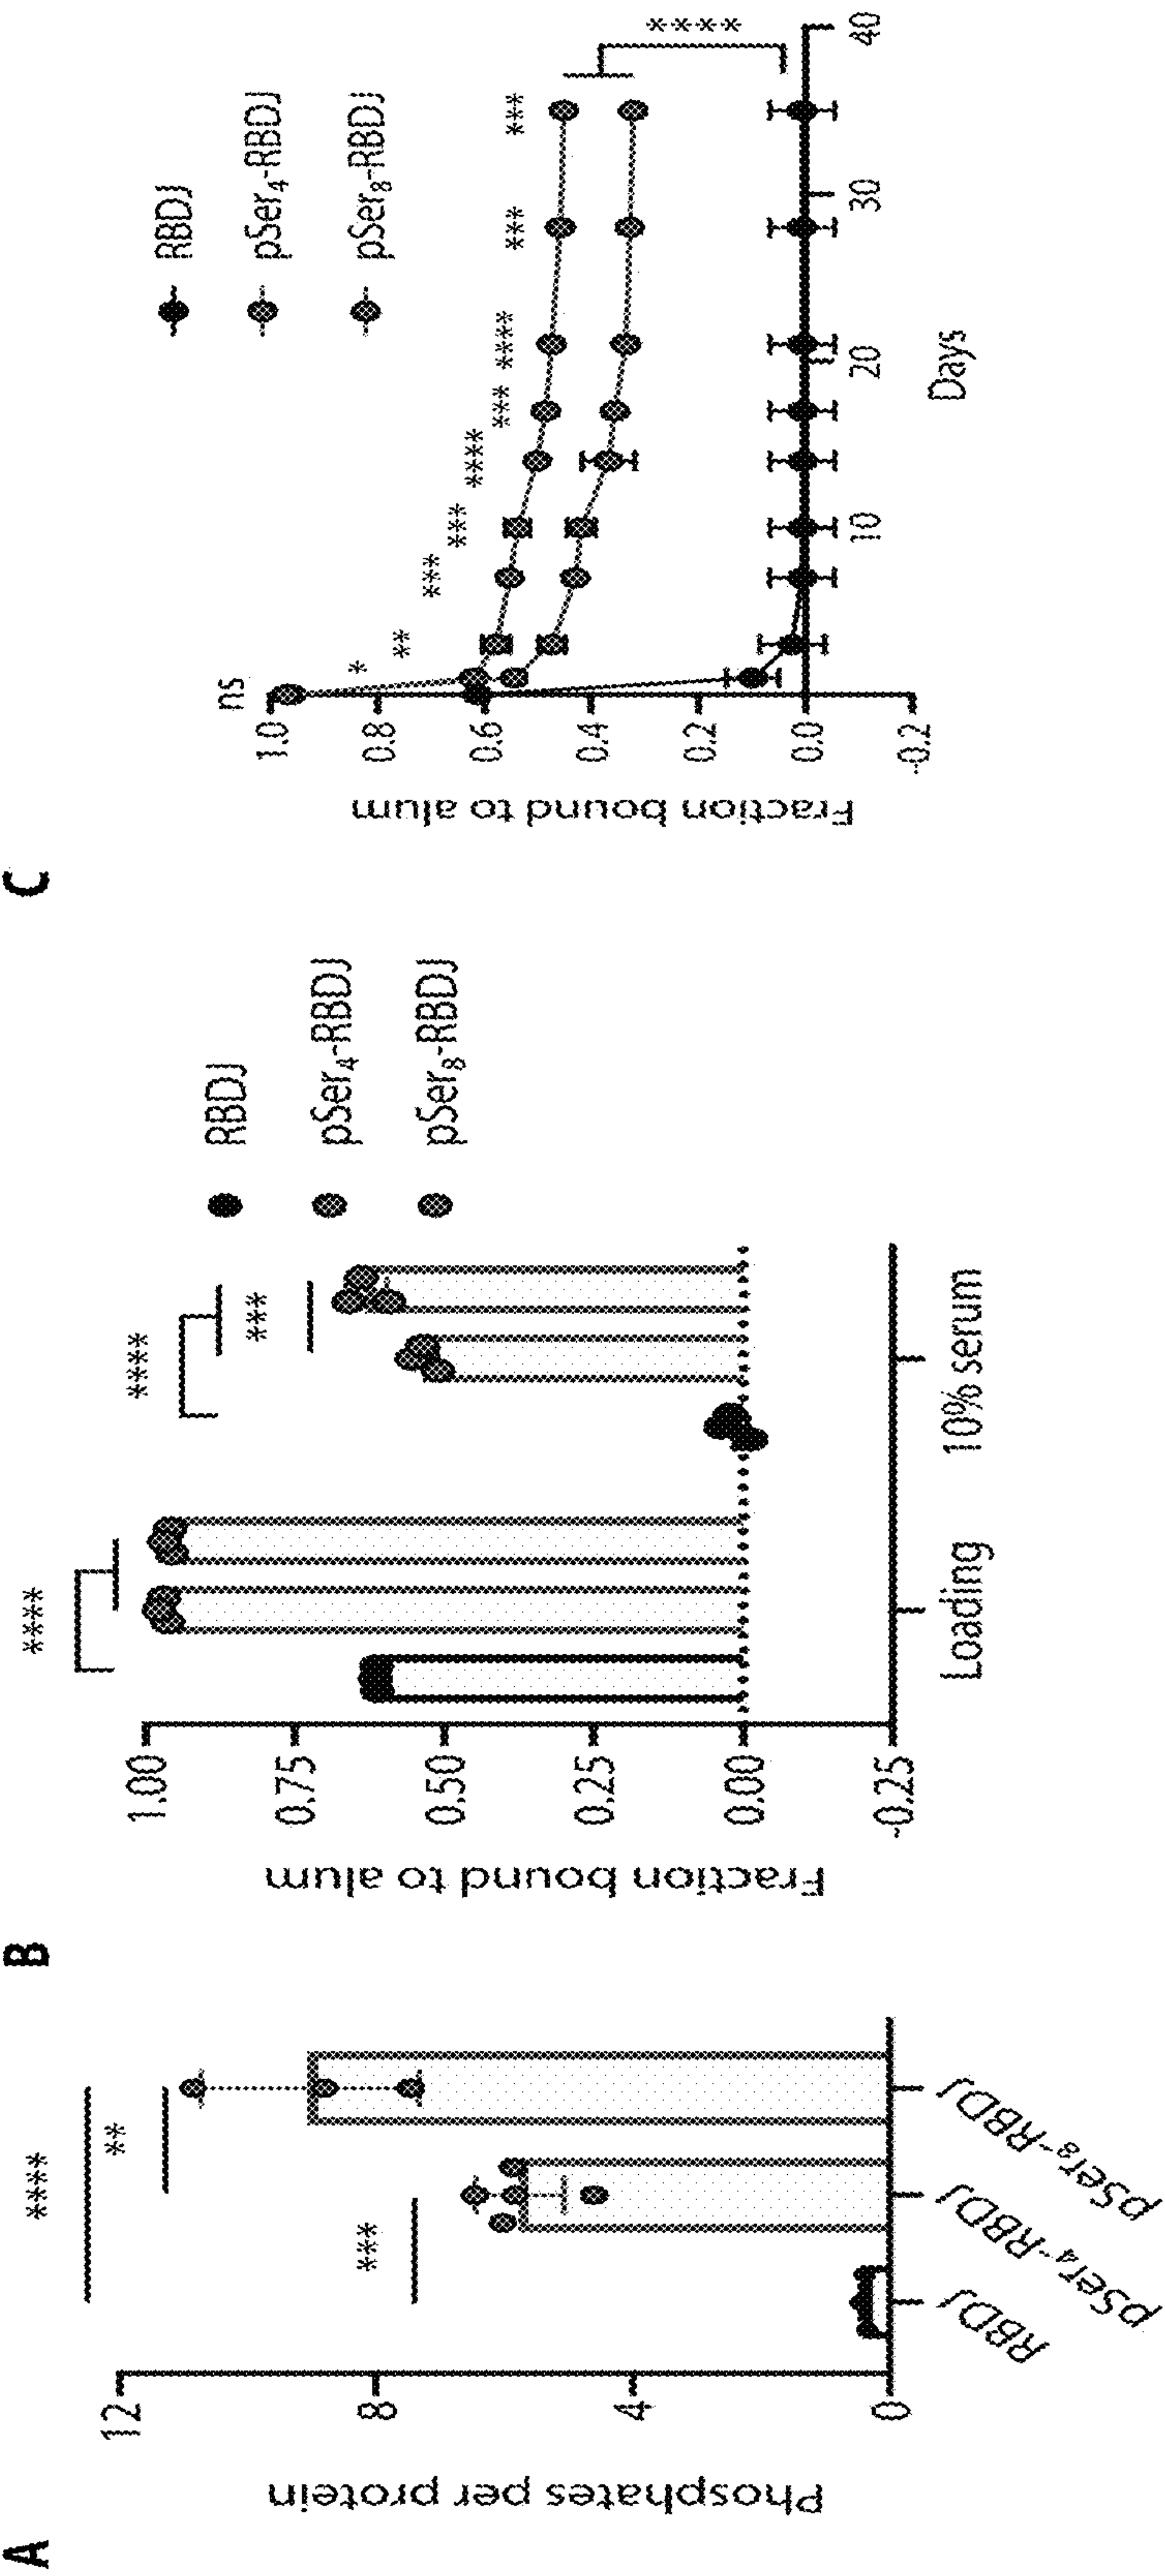 A
Phosphates per protein
12
8
4
0
****
**
***
RBDJ
pSer4-RBDJ
pSer8-RBDJ
B
Fraction bound to alum
1.00
0.75
0.50
0.25
0.00
-0.25
****
****
***
Loading
10% serum
RBDJ
pSer4-RBDJ
pSer8-RBDJ
C
Fraction bound to alum
1.0
0.8
0.6
0.4
0.2
0.0
-0.2
ns
*
**
***
***
****
***
****
***
***
****
10
20
30
40
Days
RBDJ
pSer4-RBDJ
pSer8-RBDJ